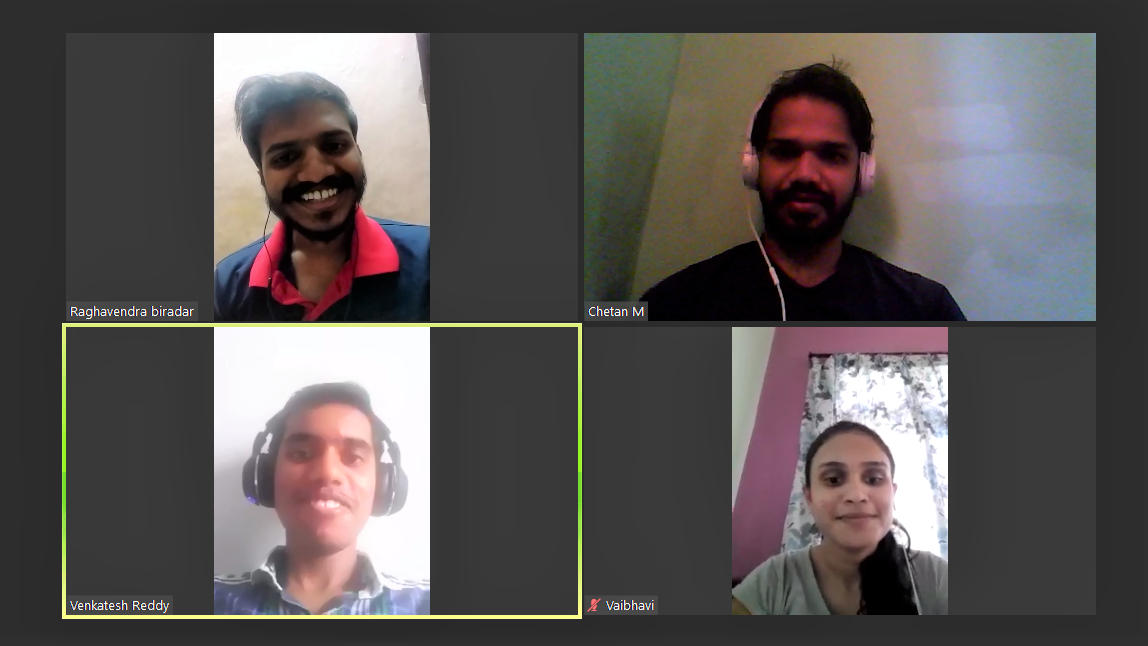 Raghavendra biradar
Chetan M
Venkatesh Reddy
Vaibhavi